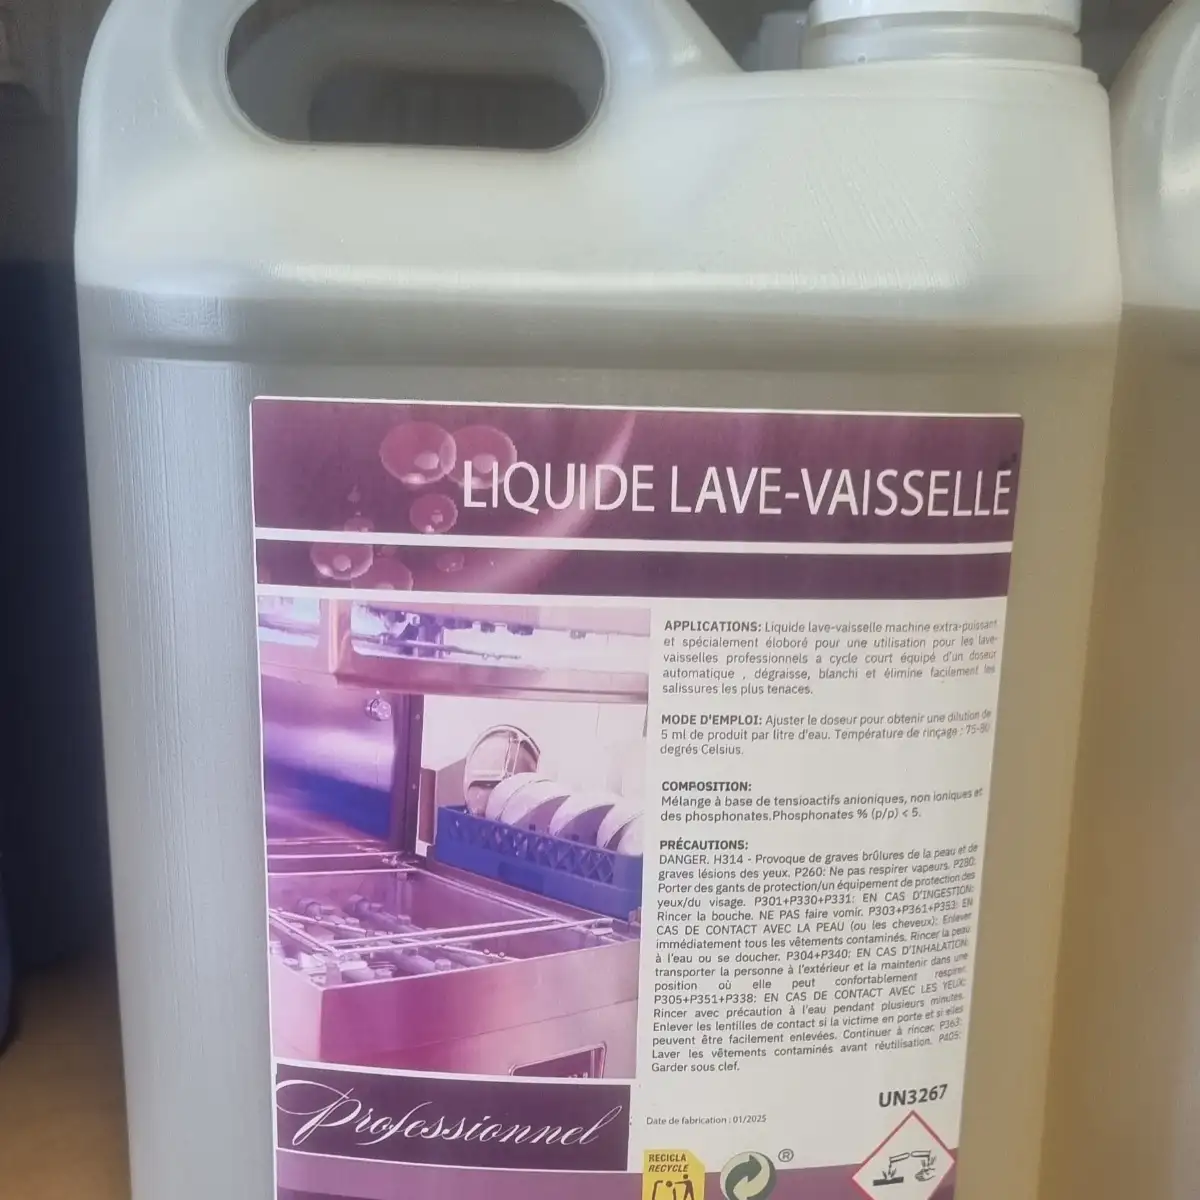 LIQUIDE LAVE-VAISSELLE
APPLICATIONS: Liquide lave-vaisselle machine extra-puissant
et spécialement éloboré pour une utilisation pour les lave-
vaisselles professionnels a cycle court équipé d'un doseur
automatique , dégraisse, blanchi et élimine facilement les
salissures les plus tenaces.
MODE D'EMPLOI: Ajuster le doseur pour obtenir une dilution de
5 ml de produit par litre d'eau. Température de rinçage : 75-80
degrés Celsius.
COMPOSITION:
Mélange à base de tensioactifs anioniques, non ioniques et
des phosphonates.Phosphonates % (p/p) < 5.
PRÉCAUTIONS:
DANGER. H314 - Provoque de graves brûlures de la peau et de
graves lésions des yeux. P260: Ne pas respirer vapeurs. P280:
Porter des gants de protection/un équipement de protection des
yeux/du visage. P301+P330+P331: EN CAS D'INGESTION:
Rincer la bouche. NE PAS faire vomir. P303+P361+P353: EN
CAS DE CONTACT AVEC LA PEAU (ou les cheveux): Enlever
immédiatement tous les vêtements contaminés. Rincer la peau
à l'eau ou se doucher. P304+P340: EN CAS D'INHALATION:
transporter la personne à l'extérieur et la maintenir dans une
position où elle peut confortablement respirer.
P305+P351+P338: EN CAS DE CONTACT AVEC LES YEUX:
Rincer avec précaution à l'eau pendant plusieurs minutes.
Enlever les lentilles de contact si la victime en porte et si elles
peuvent être facilement enlevées. Continuer à rincer. P363:
Laver les vêtements contaminés avant réutilisation. P405:
Garder sous clef.
UN3267
Professionnel
Date de fabrication : 01/2025
RECICLA
RECYCLE
®